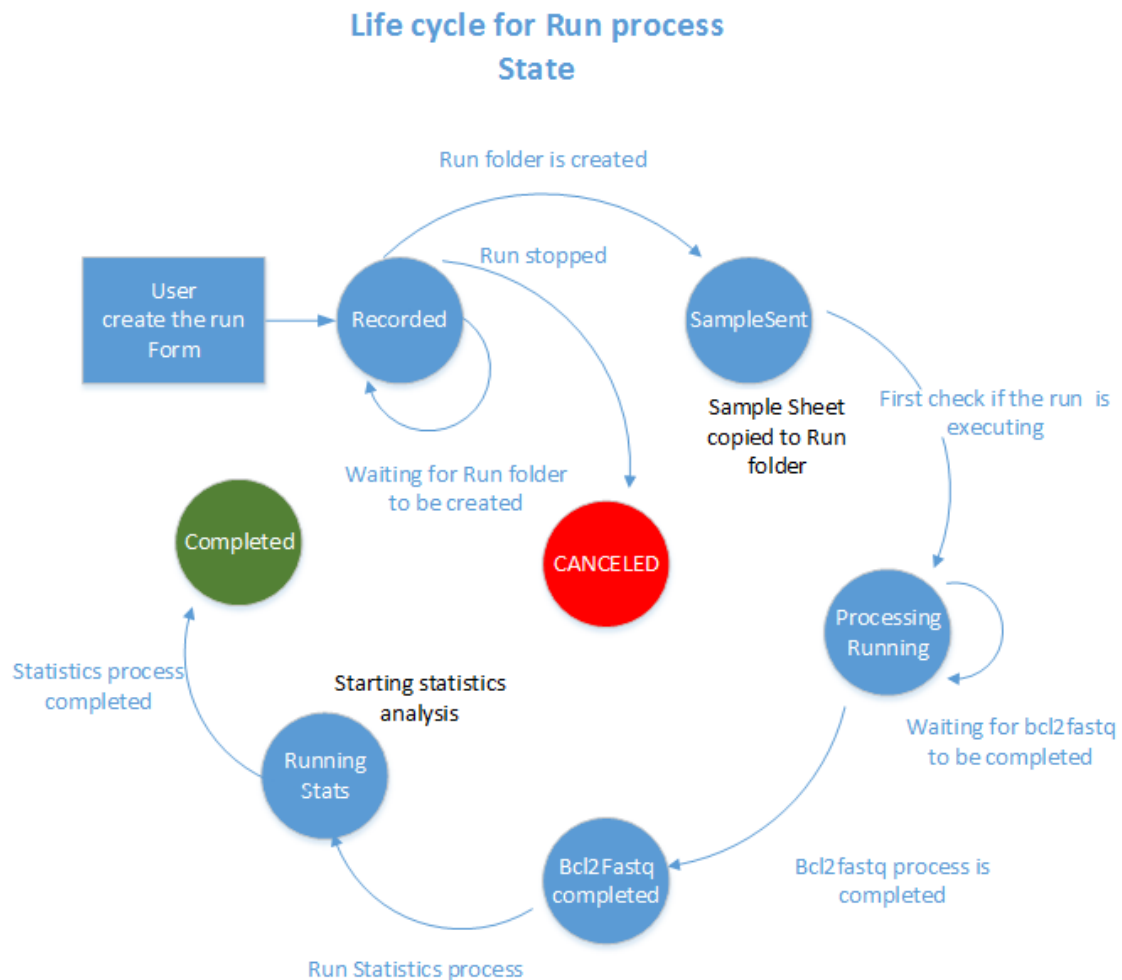 Life cycle for Run process
State
Run folder is created
Run stopped
User
create the run
Form
Recorded
SampleSent
Sample Sheet
copied to Run
folder
First check if the run is
executing
Waiting for Run folder
to be created
Completed
CANCELED
Processing
Running
Statistics process
completed
Starting statistics
analysis
Waiting for bcl2fastq
to be completed
Running
Stats
Bcl2Fastq
completed
Bcl2fastq process is
completed
Run Statistics process